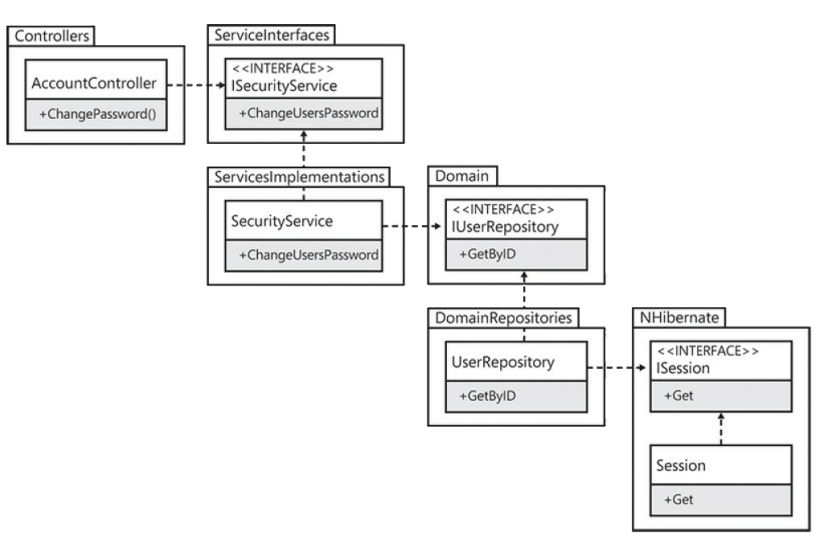 Controllers
AccountController
+ChangePassword()
ServiceInterfaces
<<INTERFACE>>
ISecurityService
+ChangeUsersPassword
ServicesImplementations
SecurityService
+ChangeUsersPassword
Domain
<<INTERFACE>>
IUserRepository
+GetByID
DomainRepositories
UserRepository
+GetByID
NHibernate
<<INTERFACE>>
ISession
+Get
Session
+Get